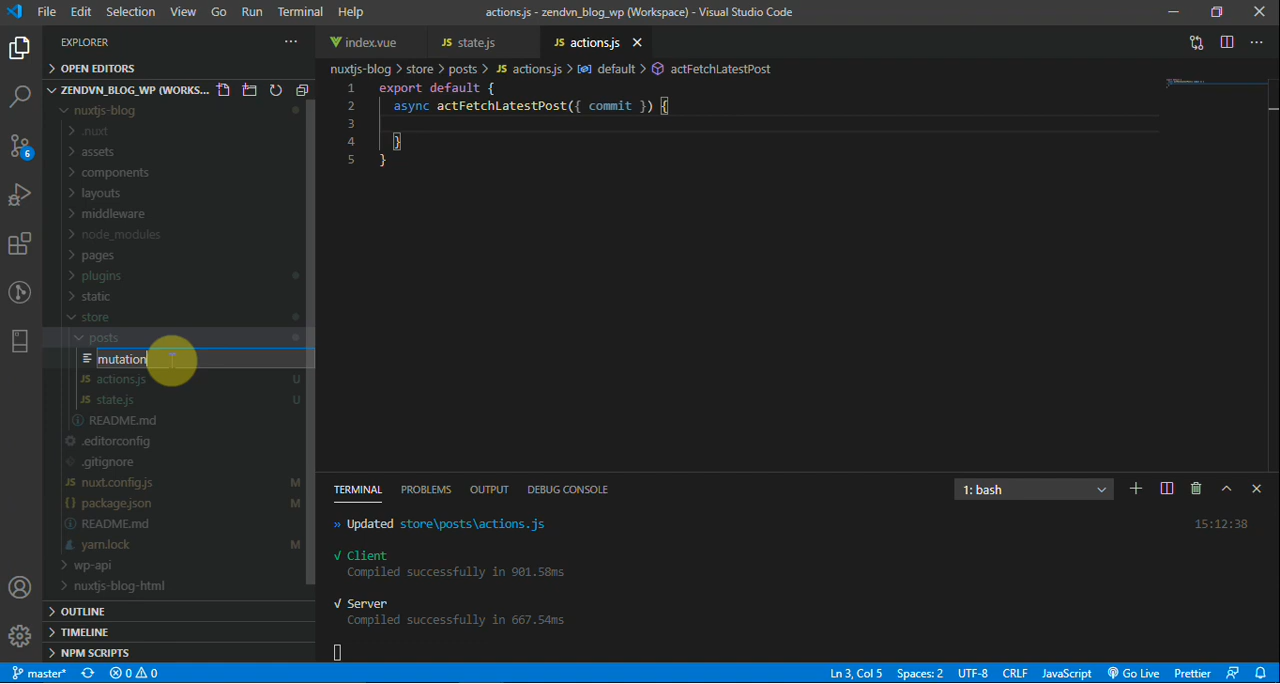 File Edit Selection View Go Run Terminal Help actions.js - zendvn_blog_wp (Workspace) - Visual Studio Code
EXPLORER
OPEN EDITORS
ZENDVN_BLOG_WP (WORKS...
nuxtjs-blog
.nuxt
assets
components
layouts
middleware
node_modules
pages
plugins
static
store
posts
mutation
JS actions.js U
JS state.js U
README.md
.editorconfig
.gitignore
JS nuxt.config.js M
{} package.json M
README.md
yarn.lock M
wp-api
nuxtjs-blog-html
OUTLINE
TIMELINE
NPM SCRIPTS
6
index.vue JS state.js JS actions.js
nuxtjs-blog > store > posts > JS actions.js > default > actFetchLatestPost
1 export default {
2 async actFetchLatestPost({ commit }) {
3
4 }
5 }
TERMINAL PROBLEMS OUTPUT DEBUG CONSOLE 1: bash
» Updated store\posts\actions.js 15:12:38
√ Client
Compiled successfully in 901.58ms
√ Server
Compiled successfully in 667.54ms
master* 0 0 Ln 3, Col 5 Spaces: 2 UTF-8 CRLF JavaScript Go Live Prettier